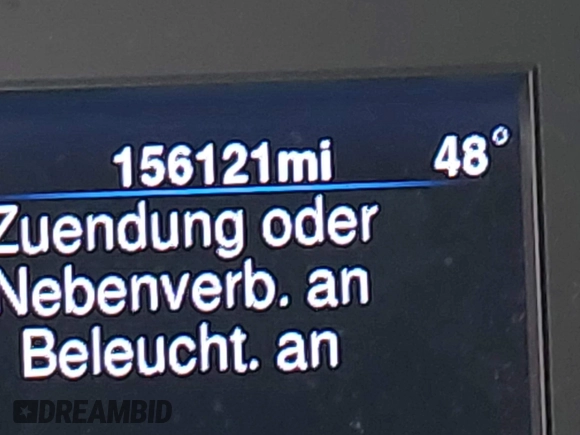 156121mi 48°
Zuendung oder
Nebenverb. an
Beleucht. an
DREAMBID